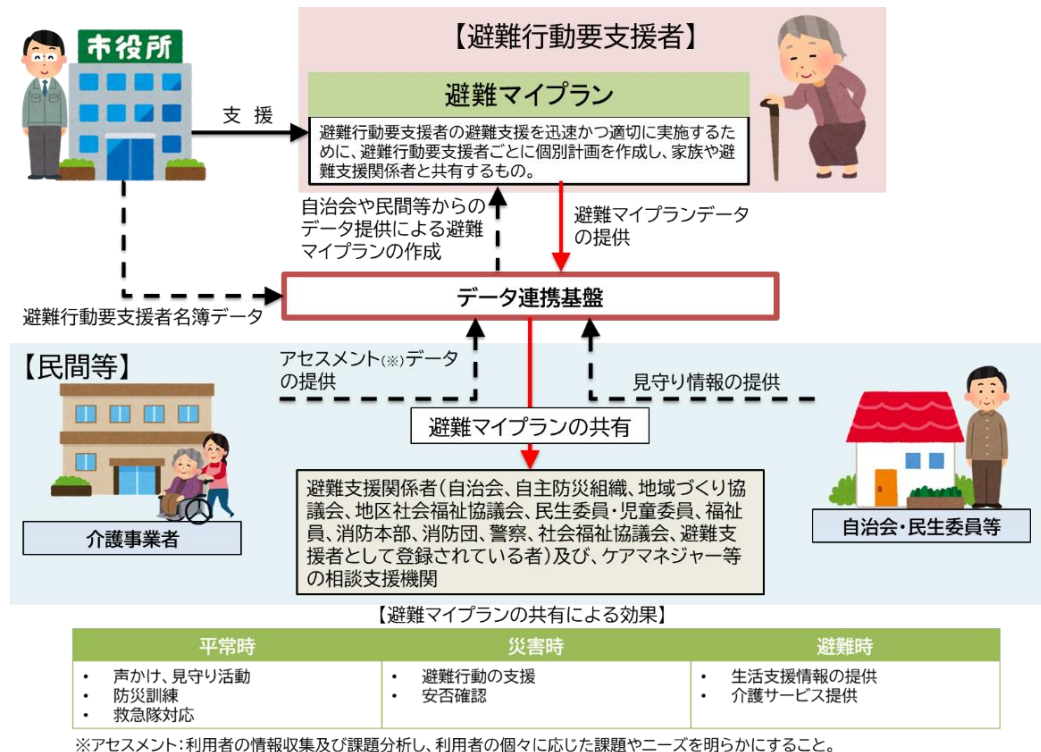 市役所
【避難行動要支援者】
避難マイプラン
支 援
避難行動要支援者の避難支援を迅速かつ適切に実施するた
めに、避難行動要支援者ごとに個別計画を作成し、家族や避
難支援関係者と共有するもの。
自治会や民間等からの
データ提供による避難
マイプランの作成
避難マイプランデータ
の提供
データ連携基盤
避難行動要支援者名簿データ
【民間等】
アセスメント(※)データ
の提供
見守り情報の提供
避難マイプランの共有
避難支援関係者(自治会、自主防災組織、地域づくり協
議会、地区社会福祉協議会、民生委員・児童委員、福祉
員、消防本部、消防団、警察、社会福祉協議会、避難支
援者として登録されている者)及び、ケアマネジャー等
の相談支援機関
介護事業者
自治会・民生委員等
【避難マイプランの共有による効果】
平常時
災害時
避難時
• 声かけ、見守り活動
• 防災訓練
• 救急隊対応
• 避難行動の支援
• 安否確認
• 生活支援情報の提供
• 介護サービス提供
※アセスメント:利用者の情報収集及び課題分析し、利用者の個々に応じた課題やニーズを明らかにすること。